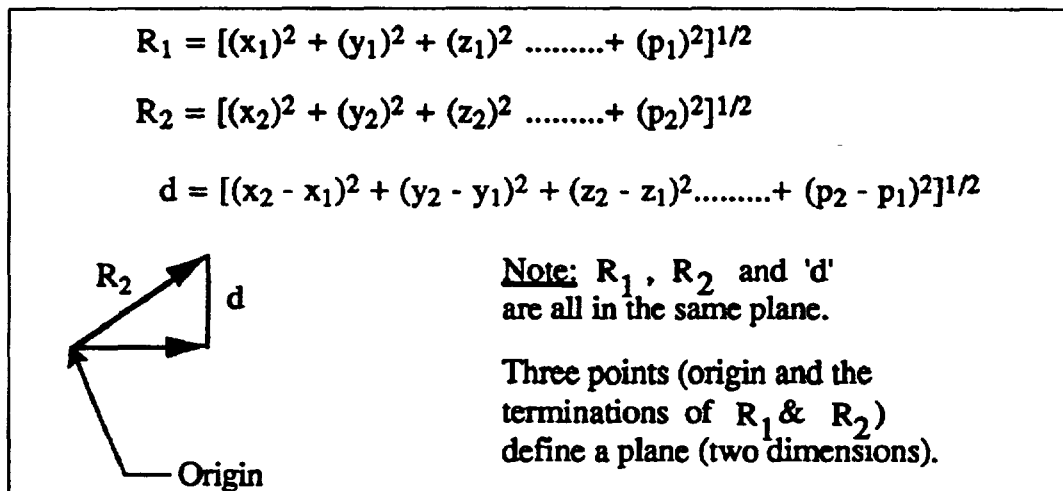 R₁ = [(x₁)² + (y₁)² + (z₁)² .........+ (p₁)²]¹/²
R₂ = [(x₂)² + (y₂)² + (z₂)² .........+ (p₂)²]¹/²
d = [(x₂ - x₁)² + (y₂ - y₁)² + (z₂ - z₁)².........+ (p₂ - p₁)²]¹/²
R₂
d
Origin
Note: R₁ , R₂ and 'd'
are all in the same plane.
Three points (origin and the
terminations of R₁ & R₂)
define a plane (two dimensions).